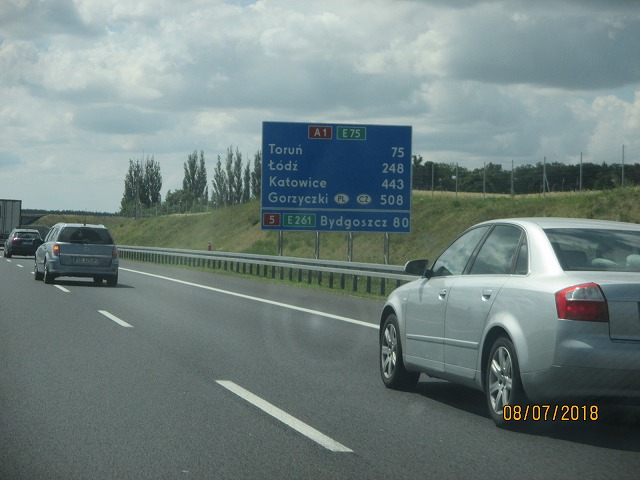 A1 E75
Toruń 75
Łódź 248
Katowice 443
Gorzyczki PL CZ 508
5 E261 Bydgoszcz 80
08/07/2018